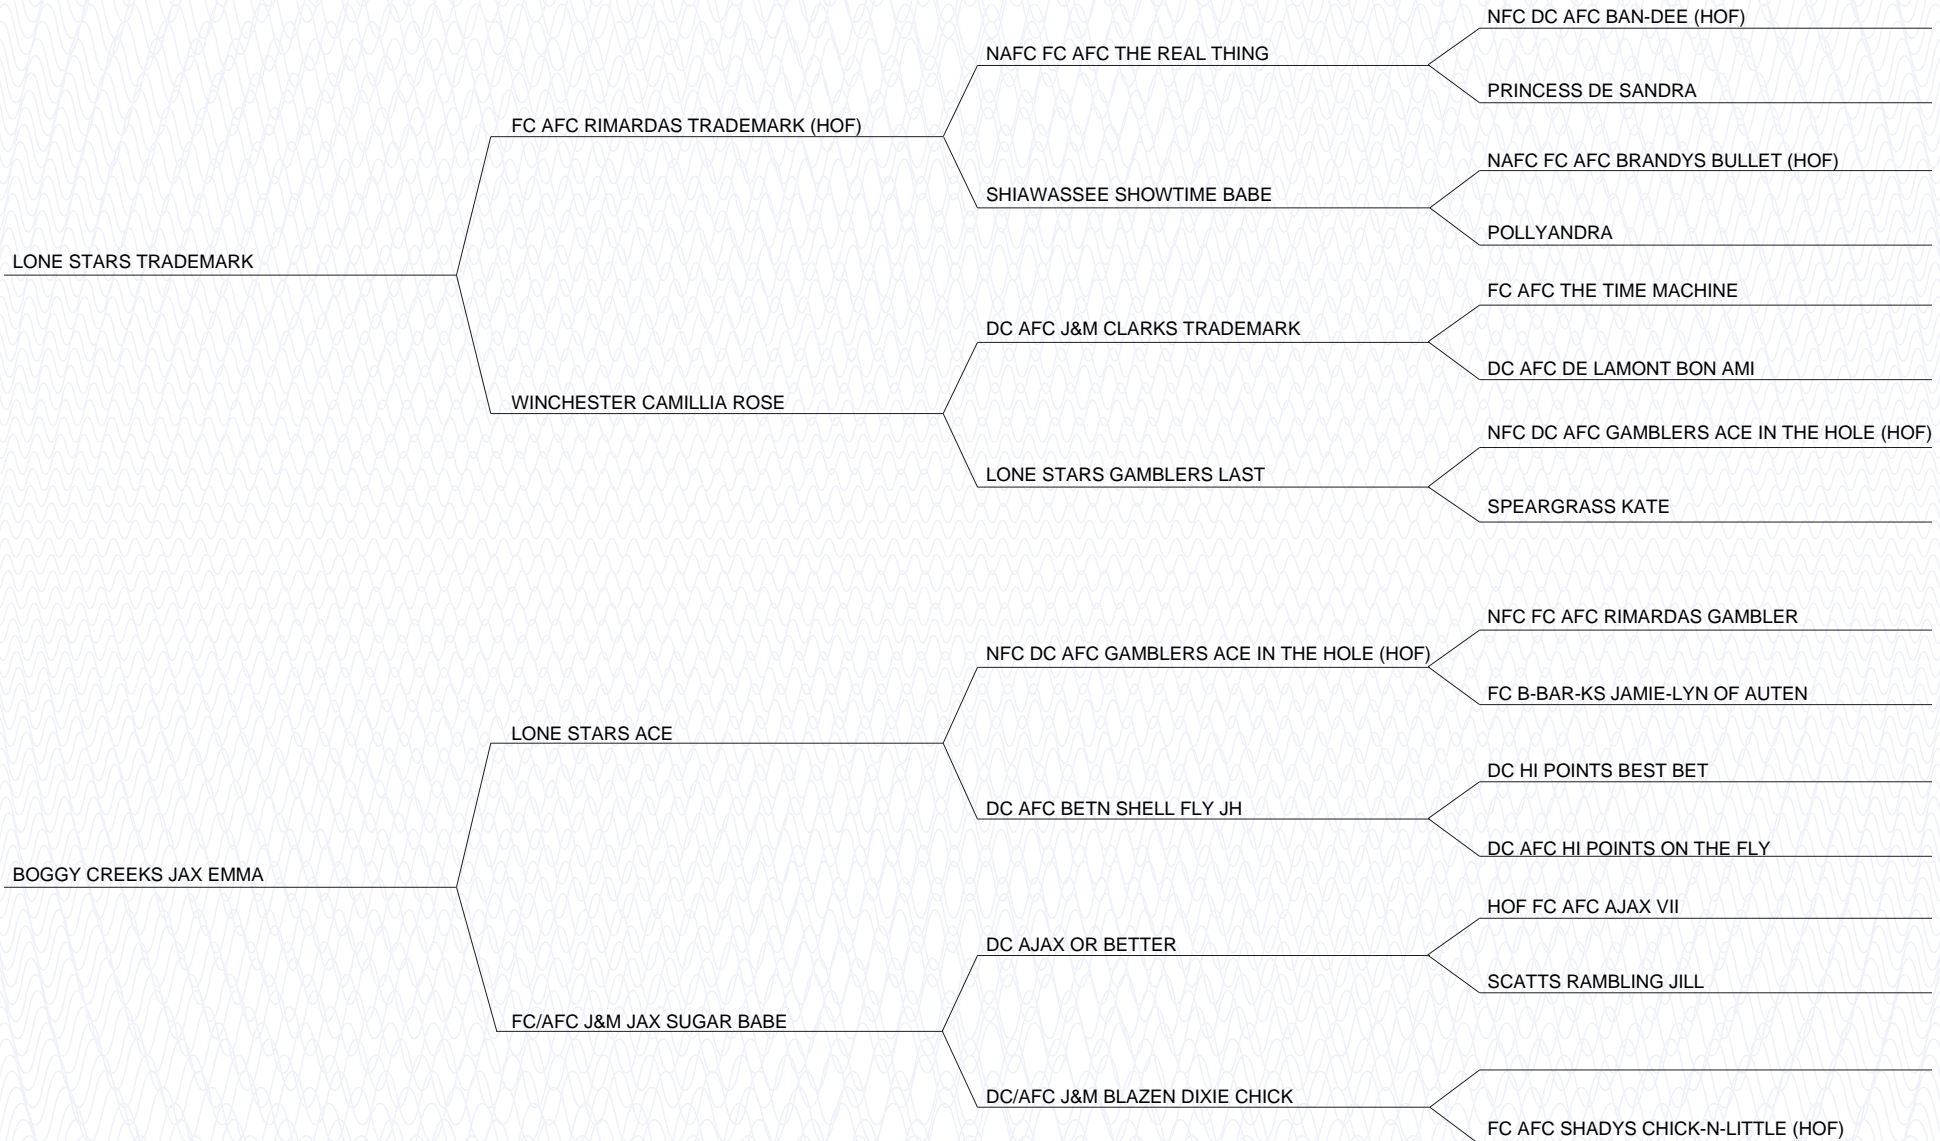 NFC DC AFC BAN-DEE (HOF)
NAFC FC AFC THE REAL THING
PRINCESS DE SANDRA
FC AFC RIMARDAS TRADEMARK (HOF)
NAFC FC AFC BRANDYS BULLET (HOF)
SHIAWASSEE SHOWTIME BABE
POLLYANDRA
LONE STARS TRADEMARK
FC AFC THE TIME MACHINE
DC AFC J&M CLARKS TRADEMARK
DC AFC DE LAMONT BON AMI
WINCHESTER CAMILLIA ROSE
NFC DC AFC GAMBLERS ACE IN THE HOLE (HOF)
LONE STARS GAMBLERS LAST
SPEARGRASS KATE
NFC FC AFC RIMARDAS GAMBLER
NFC DC AFC GAMBLERS ACE IN THE HOLE (HOF)
FC B-BAR-KS JAMIE-LYN OF AUTEN
LONE STARS ACE
DC HI POINTS BEST BET
DC AFC BETN SHELL FLY JH
DC AFC HI POINTS ON THE FLY
BOGGY CREEKS JAX EMMA
HOF FC AFC AJAX VII
DC AJAX OR BETTER
SCATTS RAMBLING JILL
FC/AFC J&M JAX SUGAR BABE
DC/AFC J&M BLAZEN DIXIE CHICK
FC AFC SHADYS CHICK-N-LITTLE (HOF)